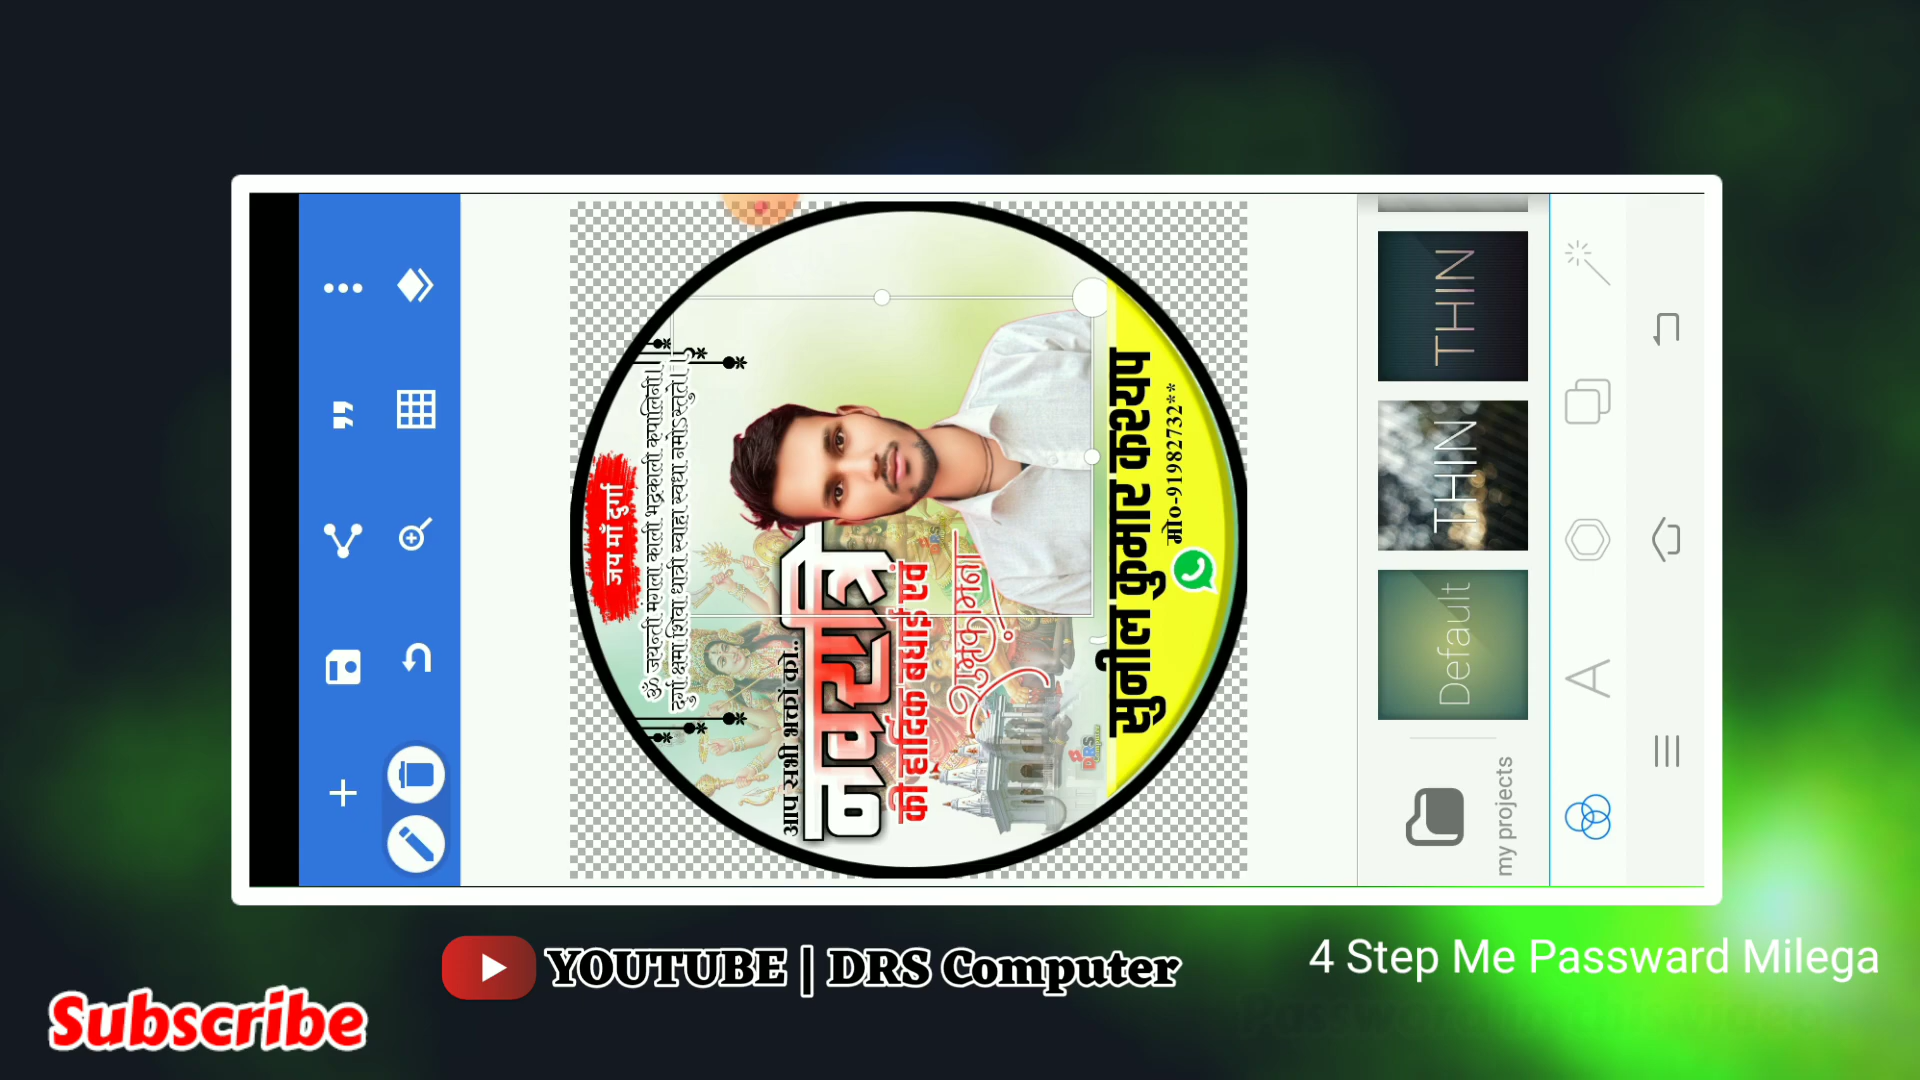 जय माँ दुर्गा
ॐ जयन्ती मंगला काली भद्रकाली कपालिनी।
दुर्गा क्षमा शिवा धात्री स्वाहा स्वधा नमोऽस्तुते।।
आप सभी भक्तों को..
नवरात्रि
की हार्दिक बधाई एवं
शुभकामनाएं
DRS
सुनील कुमार कश्यप
मो०-91982732**
THIN
THIN
Default
my projects
A
YOUTUBE | DRS Computer
4 Step Me Passward Milega
Subscribe